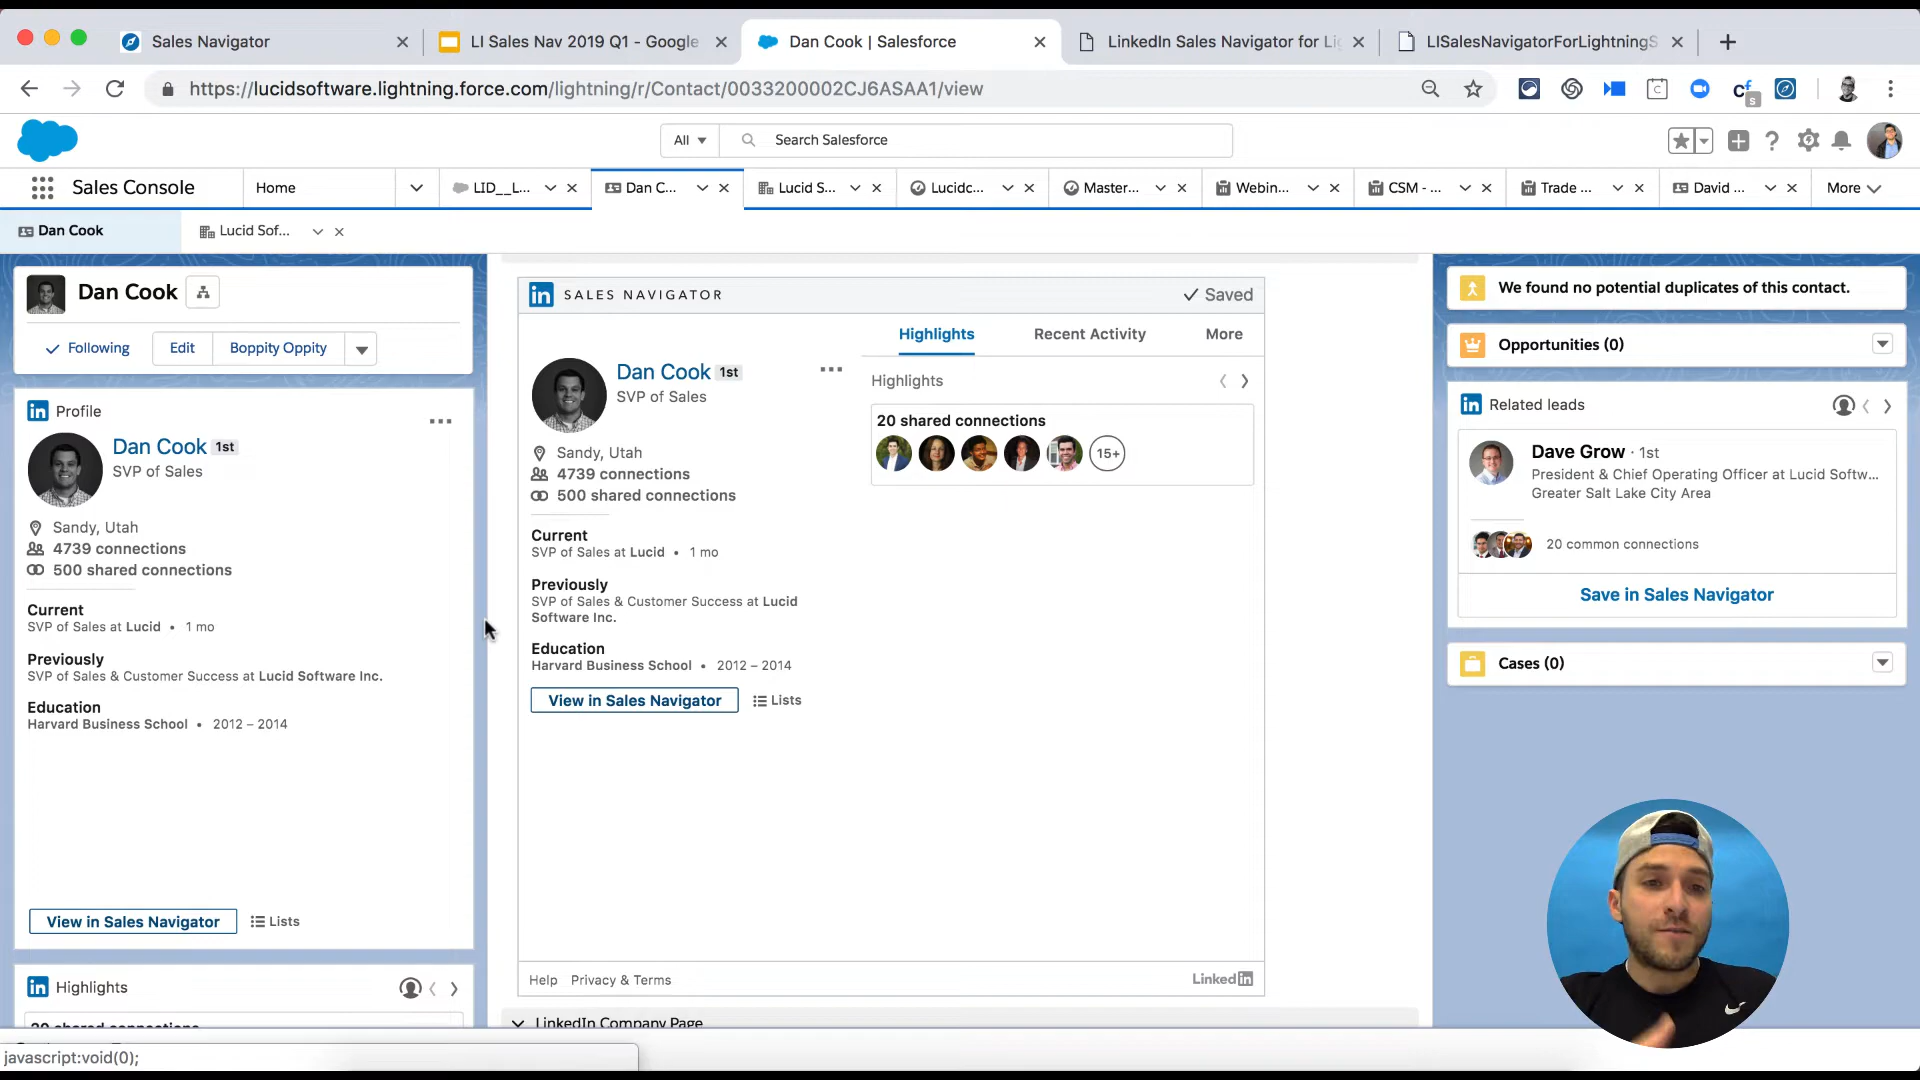 Sales Navigator
LI Sales Nav 2019 Q1 - Google
Dan Cook | Salesforce
LinkedIn Sales Navigator for Li
LISalesNavigatorForLightningS
https://lucidsoftware.lightning.force.com/lightning/r/Contact/0033200002CJ6ASAA1/view
All
Search Salesforce
Sales Console
Home
LID__L...
Dan C...
Lucid S...
Lucidc...
Master...
Webin...
CSM - ...
Trade ...
David ...
More
Dan Cook
Lucid Sof...
Dan Cook
Following
Edit
Boppity Oppity
in Profile
Dan Cook 1st
SVP of Sales
Sandy, Utah
4739 connections
500 shared connections
Current
SVP of Sales at Lucid • 1 mo
Previously
SVP of Sales & Customer Success at Lucid Software Inc.
Education
Harvard Business School • 2012 – 2014
View in Sales Navigator
Lists
in Highlights
20 shared connections
javascript:void(0);
in SALES NAVIGATOR
Saved
Highlights
Recent Activity
More
Dan Cook 1st
SVP of Sales
Sandy, Utah
4739 connections
500 shared connections
Current
SVP of Sales at Lucid • 1 mo
Previously
SVP of Sales & Customer Success at Lucid
Software Inc.
Education
Harvard Business School • 2012 – 2014
View in Sales Navigator
Lists
Highlights
20 shared connections
15+
Help
Privacy & Terms
Linkedin
LinkedIn Company Page
We found no potential duplicates of this contact.
Opportunities (0)
in Related leads
Dave Grow · 1st
President & Chief Operating Officer at Lucid Softw...
Greater Salt Lake City Area
20 common connections
Save in Sales Navigator
Cases (0)